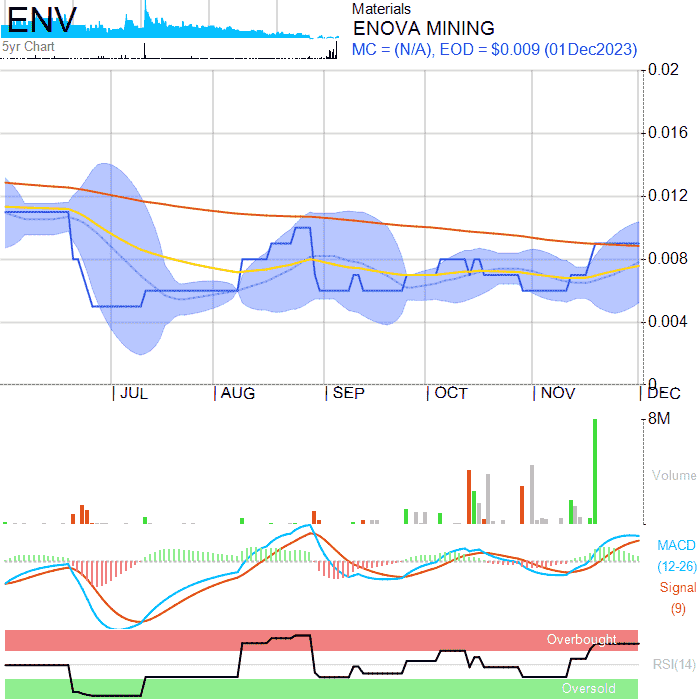 ENV
5yr Chart
Materials
ENOVA MINING
MC = (N/A), EOD = $0.009 (01Dec2023)
0.02
0.016
0.012
0.008
0.004
0
JUL AUG SEP OCT NOV DEC
8M
Volume
MACD
(12-26)
Signal
(9)
Overbought
RSI(14)
Oversold